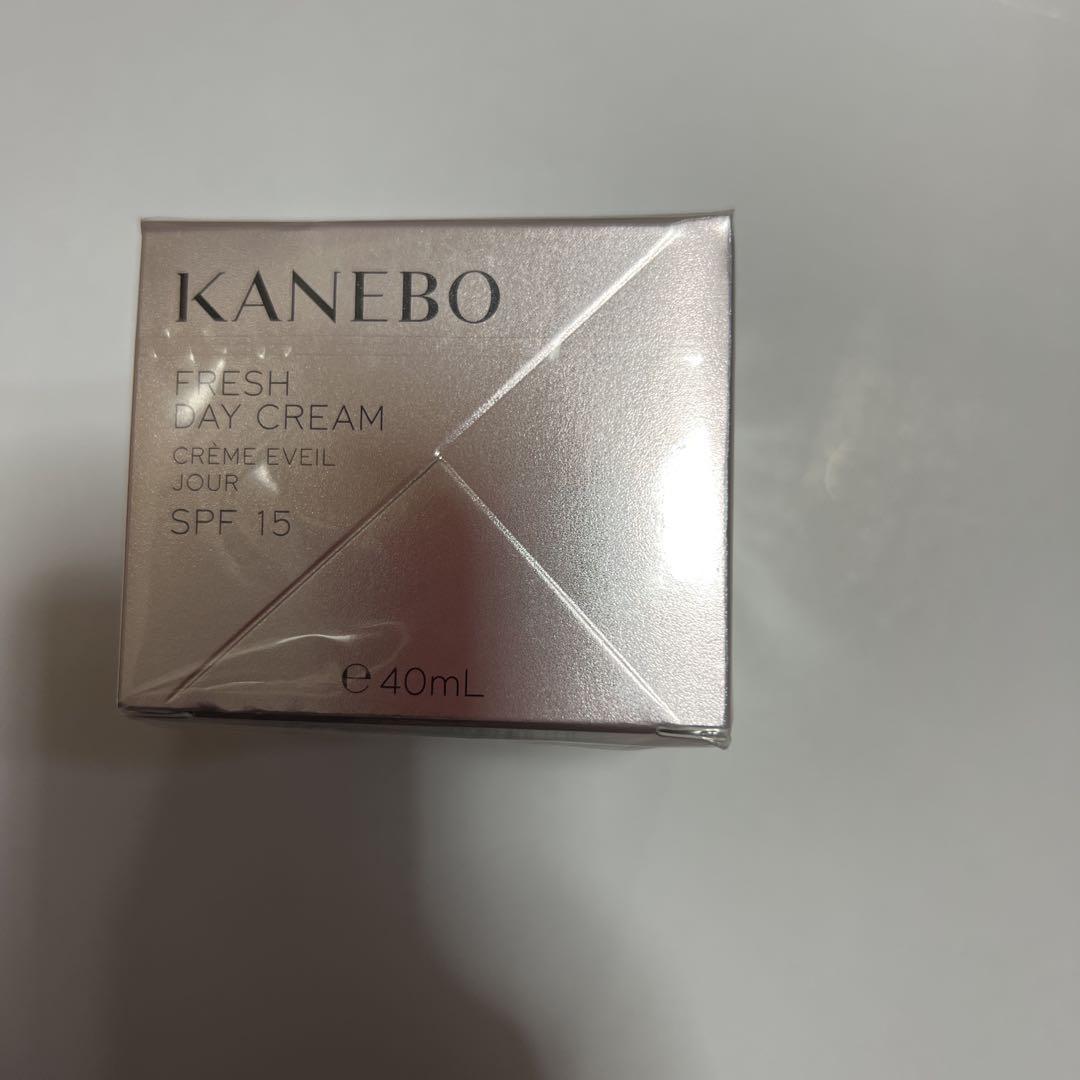 KANEBO
FRESH
DAY CREAM
CRÈME EVEIL
JOUR
SPF 15
℮ 40mL